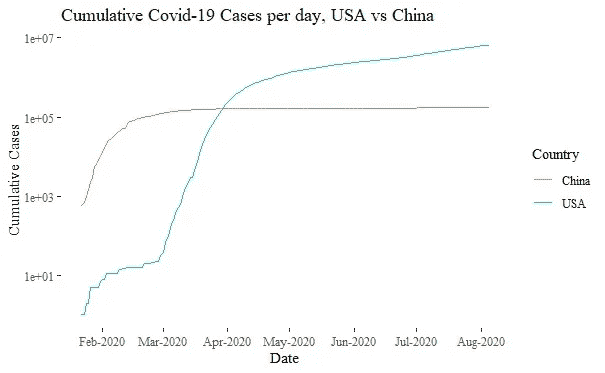 Cumulative Covid-19 Cases per day, USA vs China
1e+07
1e+05
1e+03
1e+01
Cumulative Cases
Feb-2020 Mar-2020 Apr-2020 May-2020 Jun-2020 Jul-2020 Aug-2020
Date
Country
China
USA